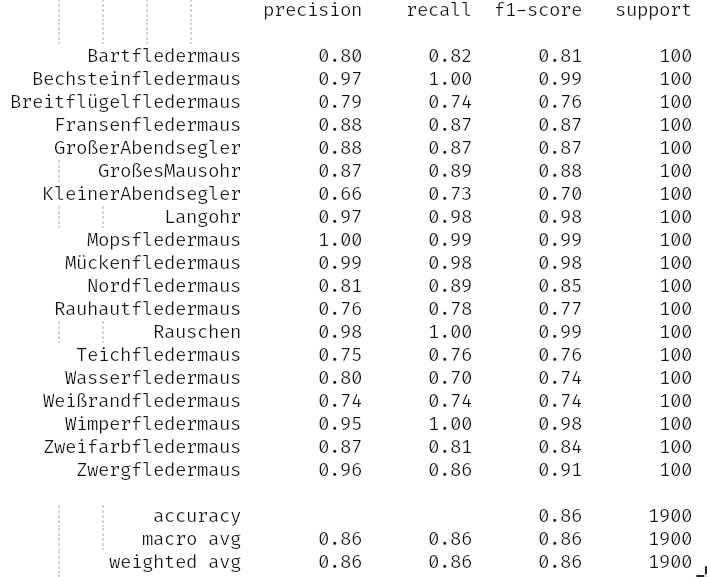 precision recall f1-score support
Bartfledermaus 0.80 0.82 0.81 100
Bechsteinfledermaus 0.97 1.00 0.99 100
Breitflügelfledermaus 0.79 0.74 0.76 100
Fransenfledermaus 0.88 0.87 0.87 100
GroßerAbendsegler 0.88 0.87 0.87 100
GroßesMausohr 0.87 0.89 0.88 100
KleinerAbendsegler 0.66 0.73 0.70 100
Langohr 0.97 0.98 0.98 100
Mopsfledermaus 1.00 0.99 0.99 100
Mückenfledermaus 0.99 0.98 0.98 100
Nordfledermaus 0.81 0.89 0.85 100
Rauhautfledermaus 0.76 0.78 0.77 100
Rauschen 0.98 1.00 0.99 100
Teichfledermaus 0.75 0.76 0.76 100
Wasserfledermaus 0.80 0.70 0.74 100
Weißrandfledermaus 0.74 0.74 0.74 100
Wimperfledermaus 0.95 1.00 0.98 100
Zweifarbfledermaus 0.87 0.81 0.84 100
Zwergfledermaus 0.96 0.86 0.91 100
accuracy 0.86 1900
macro avg 0.86 0.86 0.86 1900
weighted avg 0.86 0.86 0.86 1900